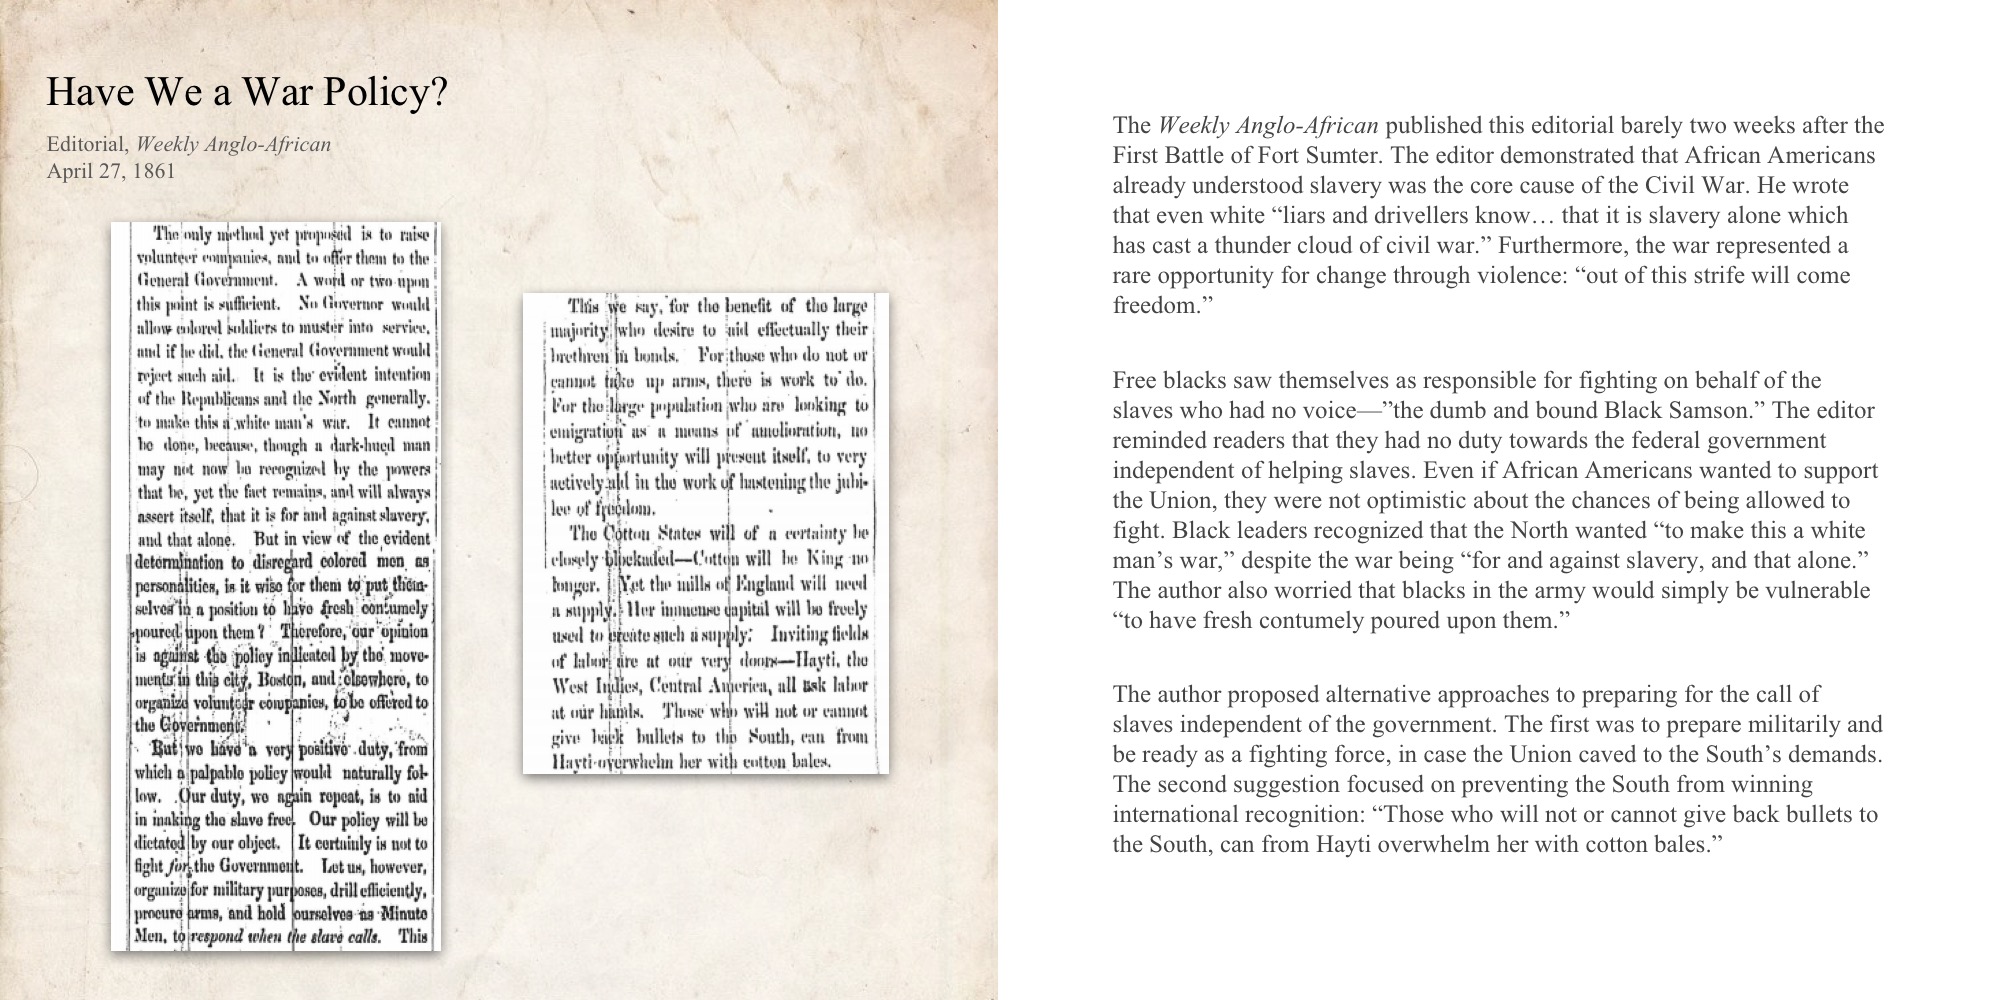 Have We a War Policy?
Editorial, Weekly Anglo-African
April 27, 1861
The only method yet proposed is to raise
volunteer companies, and to offer them to the
General Government. A word or two upon
this point is sufficient. No Governor would
allow colored soldiers to muster into service,
and if he did, the General Government would
reject such aid. It is the evident intention
of the Republicans and the North generally,
to make this a white man's war. It cannot
be done, because, though a dark-hued man
may not now be recognized by the powers
that be, yet the fact remains, and will always
assert itself, that it is for and against slavery,
and that alone. But in view of the evident
determination to disregard colored men as
personalities, is it wise for them to put them-
selves in a position to have fresh contumely
poured upon them? Therefore, our opinion
is against the policy indicated by the move-
ments in this city, Boston, and elsewhere, to
organize volunteer companies, to be offered to
the Government.
But we have a very positive duty, from
which a palpable policy would naturally fol-
low. Our duty, we again repeat, is to aid
in making the slave free. Our policy will be
dictated by our object. It certainly is not to
fight for the Government. Let us, however,
organize for military purposes, drill efficiently,
procure arms, and hold ourselves as Minute
Men, to respond when the slave calls. This
This we say, for the benefit of the large
majority who desire to aid effectually their
brethren in bonds. For those who do not or
cannot take up arms, there is work to do.
For the large population who are looking to
emigration as a means of amelioration, no
better opportunity will present itself, to very
actively aid in the work of hastening the jubi-
lee of freedom.
The Cotton States will of a certainty be
closely blockaded—Cotton will be King no
longer. Yet the mills of England will need
a supply. Her immense capital will be freely
used to create such a supply. Inviting fields
of labor are at our very doors—Hayti, the
West Indies, Central America, all ask labor
at our hands. Those who will not or cannot
give back bullets to the South, can from
Hayti overwhelm her with cotton bales.
The Weekly Anglo-African published this editorial barely two weeks after the
First Battle of Fort Sumter. The editor demonstrated that African Americans
already understood slavery was the core cause of the Civil War. He wrote
that even white “liars and drivellers know… that it is slavery alone which
has cast a thunder cloud of civil war.” Furthermore, the war represented a
rare opportunity for change through violence: “out of this strife will come
freedom.”
Free blacks saw themselves as responsible for fighting on behalf of the
slaves who had no voice—”the dumb and bound Black Samson.” The editor
reminded readers that they had no duty towards the federal government
independent of helping slaves. Even if African Americans wanted to support
the Union, they were not optimistic about the chances of being allowed to
fight. Black leaders recognized that the North wanted “to make this a white
man’s war,” despite the war being “for and against slavery, and that alone.”
The author also worried that blacks in the army would simply be vulnerable
“to have fresh contumely poured upon them.”
The author proposed alternative approaches to preparing for the call of
slaves independent of the government. The first was to prepare militarily and
be ready as a fighting force, in case the Union caved to the South’s demands.
The second suggestion focused on preventing the South from winning
international recognition: “Those who will not or cannot give back bullets to
the South, can from Hayti overwhelm her with cotton bales.”